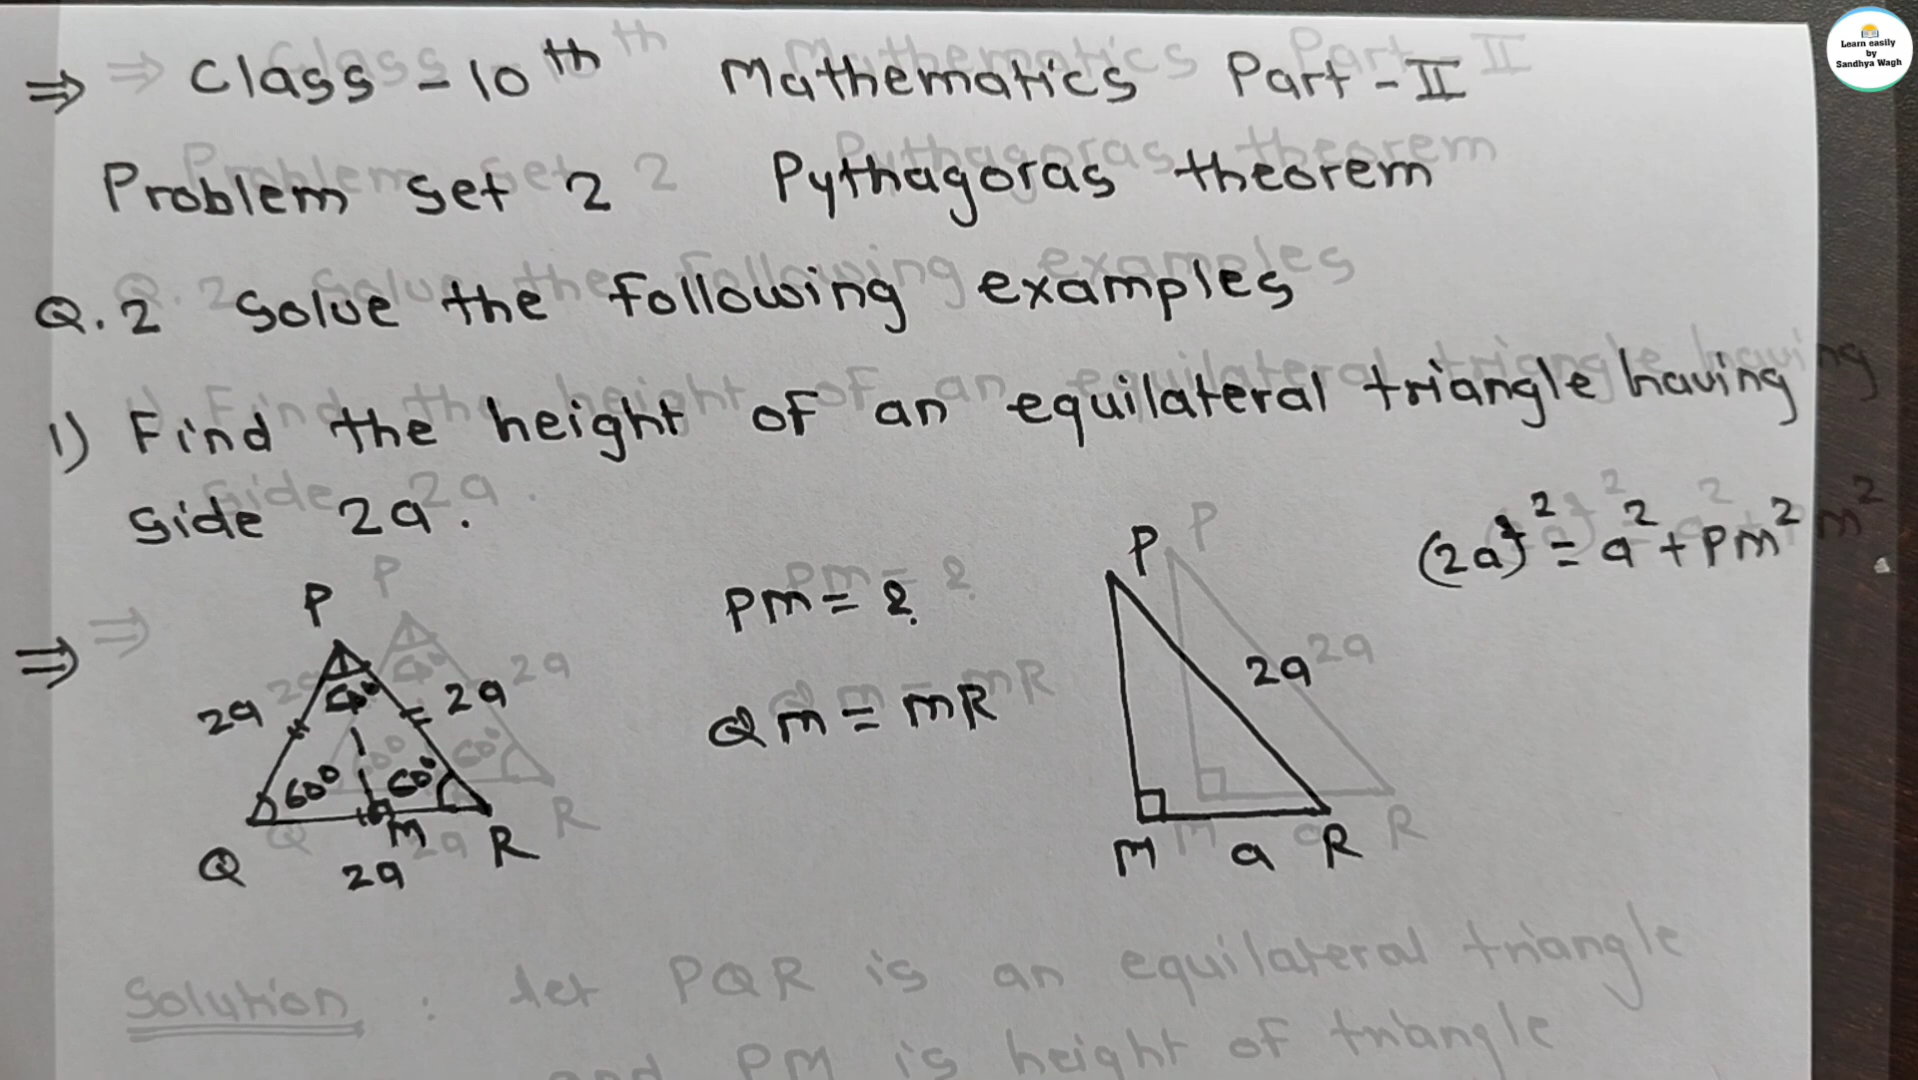 Learn easily
by
Sandhya Wagh
⇒ Class - 10th Mathematics Part - II
Problem set 2 Pythagoras theorem
Q.2 Solve the following examples
1) Find the height of an equilateral triangle having
side 2a.
⇒
P
2a
2a
60°
60°
Q
M
R
2a
PM = ?
QM = MR
P
2a
M
a
R
(2a)² = a² + PM²
Solution : let PQR is an equilateral triangle
and PM is height of triangle